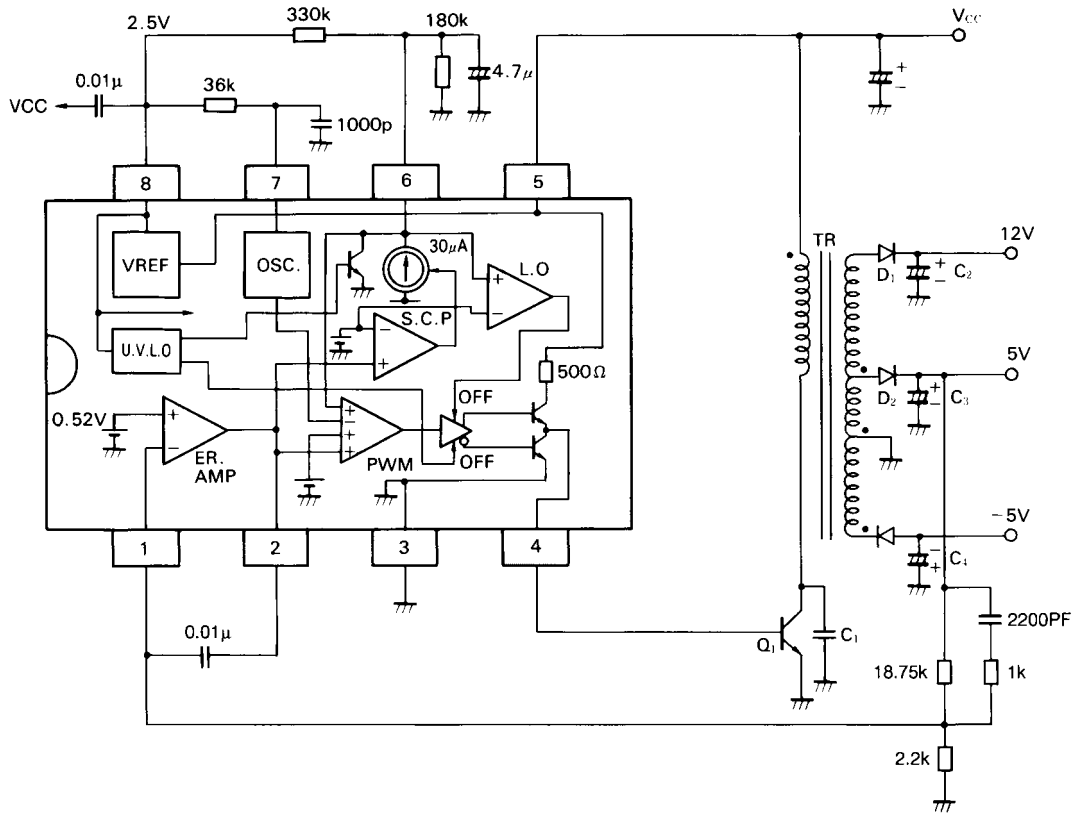 2.5V
330k
180k
4.7μ
VCC
0.01μ
VCC
36k
1000p
+
-
8
7
6
5
VREF
OSC.
30μA
L.O
+
-
S.C.P
-
+
U.V.L.O
500Ω
OFF
0.52V
+
-
ER.
AMP
+
-
+
+
PWM
OFF
1
2
3
4
0.01μ
TR
D1
+
-
C2
12V
D2
+
-
C3
5V
-
+
C4
-5V
Q1
C1
2200PF
18.75k
1k
2.2k